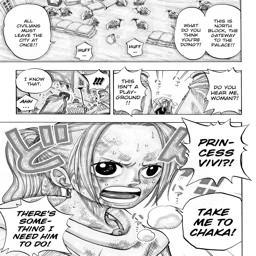 THIS IS
NORTH
BLOCK, THE
GATEWAY
TO THE
PALACE!!
WHAT
DO YOU
THINK
YOU'RE
DOING?!
ALL
CIVILIANS
MUST
LEAVE THE
CITY AT
ONCE!!
HUFF
HUFF
DO YOU
HEAR ME,
WOMAN?!
THIS
ISN'T
A PLAY-
GROUND
!!
!!!
I KNOW
THAT.
AHH!
PRIN-
CESS
VIVI?!
TAKE
ME TO
CHAKA!
THERE'S
SOME-
THING I
NEED HIM
TO DO!